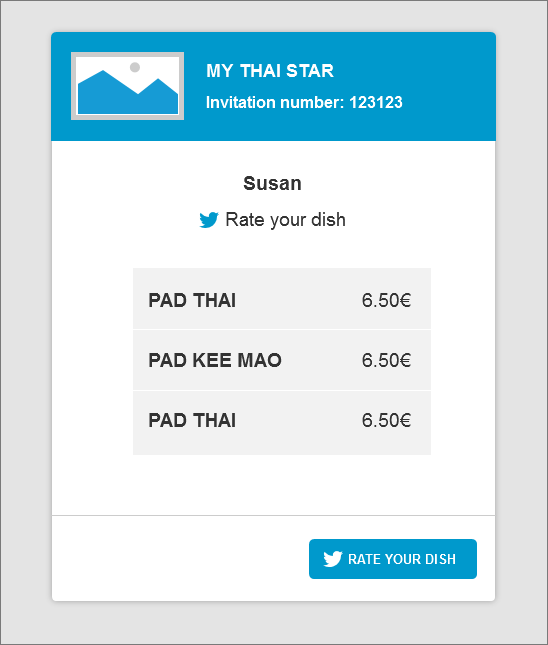 MY THAI STAR
Invitation number: 123123
Susan
Rate your dish
PAD THAI 6.50€
PAD KEE MAO 6.50€
PAD THAI 6.50€
RATE YOUR DISH